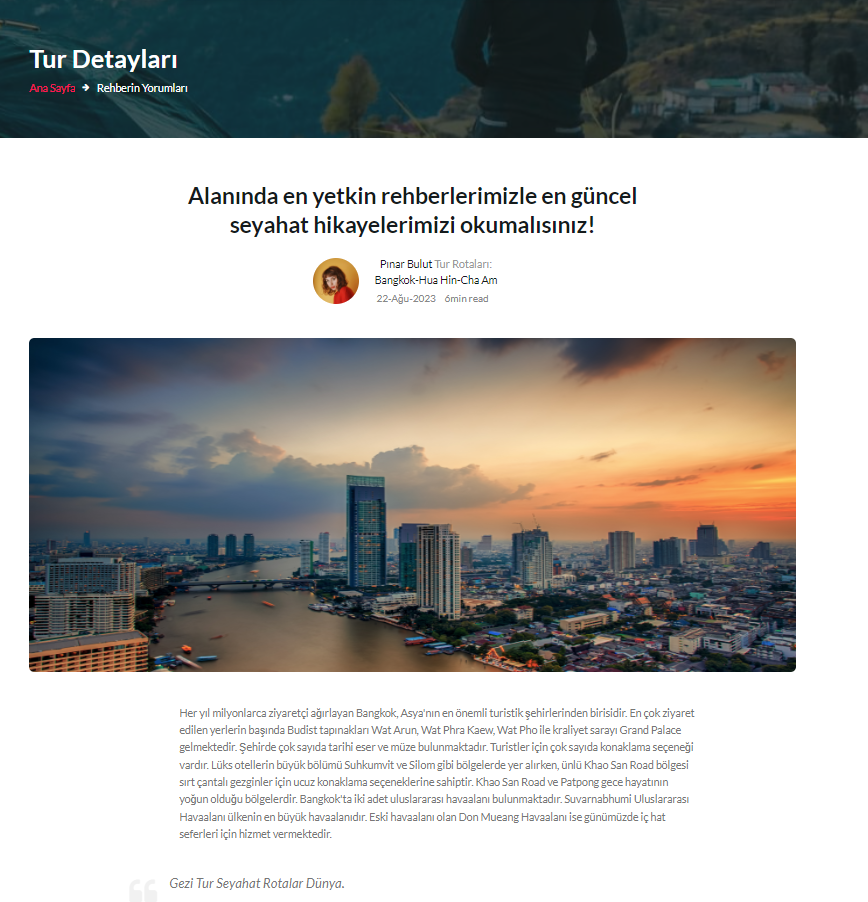 Tur Detayları
Ana Sayfa → Rehberin Yorumları
Alanında en yetkin rehberlerimizle en güncel
seyahat hikayelerimizi okumalısınız!
Pınar Bulut Tur Rotaları:
Bangkok-Hua Hin-Cha Am
22-Ağu-2023 6min read
Her yıl milyonlarca ziyaretçi ağırlayan Bangkok, Asya'nın en önemli turistik şehirlerinden birisidir. En çok ziyaret
edilen yerlerin başında Budist tapınakları Wat Arun, Wat Phra Kaew, Wat Pho ile kraliyet sarayı Grand Palace
gelmektedir. Şehirde çok sayıda tarihi eser ve müze bulunmaktadır. Turistler için çok sayıda konaklama seçeneği
vardır. Lüks otellerin büyük bölümü Suhkumvit ve Silom gibi bölgelerde yer alırken, ünlü Khao San Road bölgesi
sırt çantalı gezginler için ucuz konaklama seçeneklerine sahiptir. Khao San Road ve Patpong gece hayatının
yoğun olduğu bölgelerdir. Bangkok'ta iki adet uluslararası havaalanı bulunmaktadır. Suvarnabhumi Uluslararası
Havaalanı ülkenin en büyük havaalanıdır. Eski havaalanı olan Don Mueang Havaalanı ise günümüzde iç hat
seferleri için hizmet vermektedir.
Gezi Tur Seyahat Rotalar Dünya.